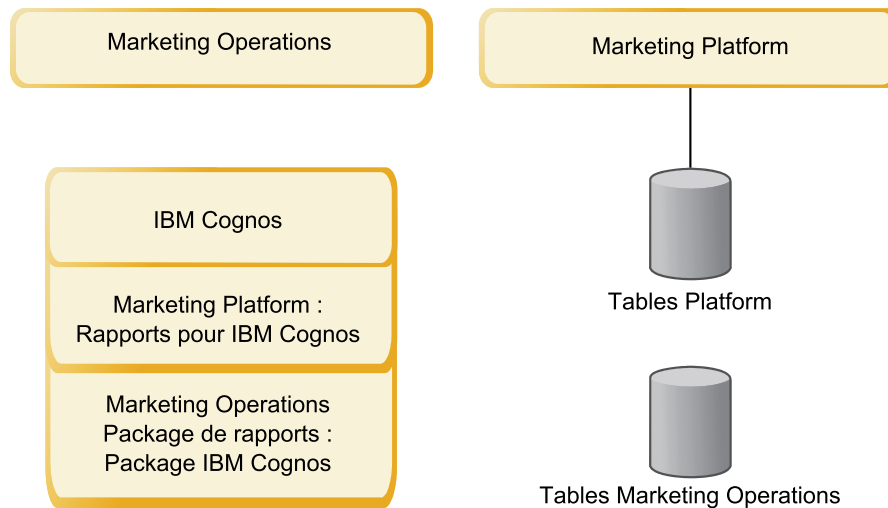 Marketing Operations
Marketing Platform
IBM Cognos
Marketing Platform :
Rapports pour IBM Cognos
Marketing Operations
Package de rapports :
Package IBM Cognos
Tables Platform
Tables Marketing Operations